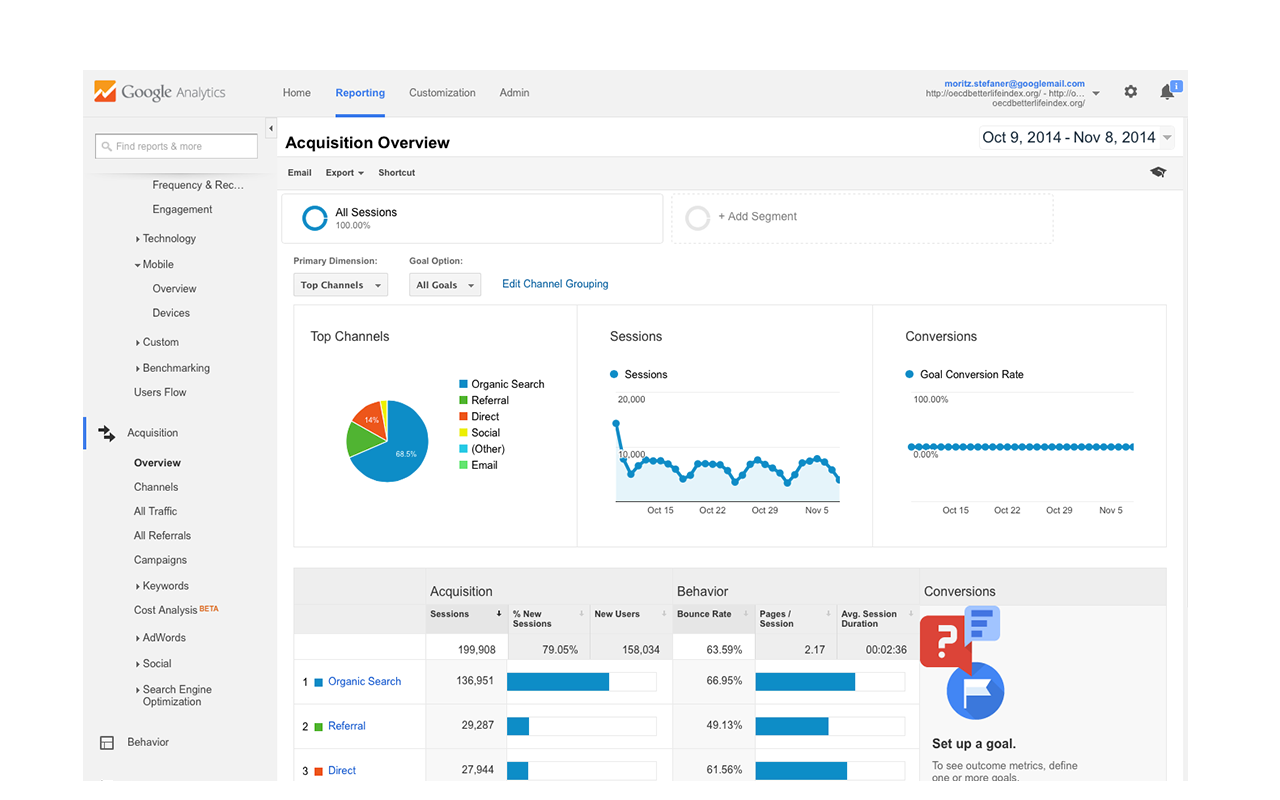 Google Analytics
Home Reporting Customization Admin
moritz.stefaner@googlemail.com
http://oecdbetterlifeindex.org/ - http://o…
oecdbetterlifeindex.org/
1
Find reports & more
Frequency & Rec…
Engagement
Technology
Mobile
Overview
Devices
Custom
Benchmarking
Users Flow
Acquisition
Overview
Channels
All Traffic
All Referrals
Campaigns
Keywords
Cost Analysis BETA
AdWords
Social
Search Engine
Optimization
Behavior
Acquisition Overview
Oct 9, 2014 - Nov 8, 2014
Email Export Shortcut
All Sessions
100.00%
+ Add Segment
Primary Dimension:
Top Channels
Goal Option:
All Goals
Edit Channel Grouping
Top Channels
14%
68.5%
Organic Search
Referral
Direct
Social
(Other)
Email
Sessions
Sessions
20,000
10,000
Oct 15 Oct 22 Oct 29 Nov 5
Conversions
Goal Conversion Rate
100.00%
0.00%
Oct 15 Oct 22 Oct 29 Nov 5
Acquisition Behavior Conversions
Sessions
% New
Sessions
New Users
Bounce Rate
Pages /
Session
Avg. Session
Duration
199,908 79.05% 158,034 63.59% 2.17 00:02:36
1 Organic Search 136,951 66.95%
2 Referral 29,287 49.13%
3 Direct 27,944 61.56%
?
Set up a goal.
To see outcome metrics, define
one or more goals.